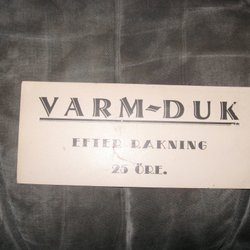 VARM-DUK
EFTER RAKNING
25 ÖRE.